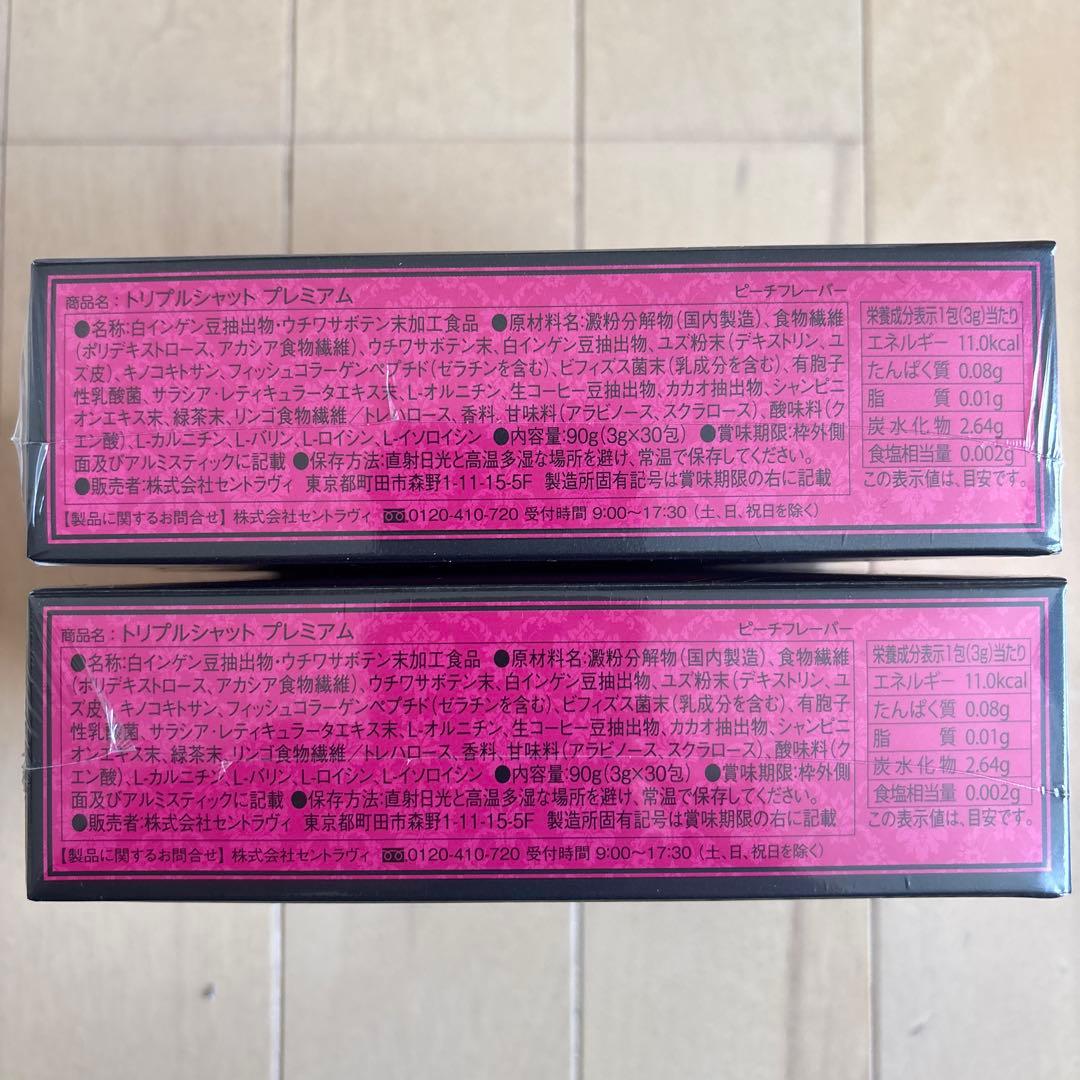 商品名：トリプルシャット プレミアム
ピーチフレーバー
●名称:白インゲン豆抽出物・ウチワサボテン末加工食品 ●原材料名:澱粉分解物(国内製造)、食物繊維
(ポリデキストロース、アカシア食物繊維)、ウチワサボテン末、白インゲン豆抽出物、ユズ粉末(デキストリン、ユ
ズ皮)、キノコキトサン、フィッシュコラーゲンペプチド(ゼラチンを含む)、ビフィズス菌末(乳成分を含む)、有胞子
性乳酸菌、サラシア・レティキュラータエキス末、L-オルニチン、生コーヒー豆抽出物、カカオ抽出物、シャンピニ
オンエキス末、緑茶末、リンゴ食物繊維／トレハロース、香料、甘味料(アラビノース、スクラロース)、酸味料(ク
エン酸)、L-カルニチン、L-バリン、L-ロイシン、L-イソロイシン ●内容量:90g(3g×30包) ●賞味期限:枠外側
面及びアルミスティックに記載 ●保存方法:直射日光と高温多湿な場所を避け、常温で保存してください。
●販売者:株式会社セントラヴィ 東京都町田市森野1-11-15-5F 製造所固有記号は賞味期限の右に記載
【製品に関するお問合せ】株式会社セントラヴィ 0120-410-720 受付時間 9:00〜17:30 (土、日、祝日を除く)
栄養成分表示1包(3g)当たり
エネルギー 11.0kcal
たんぱく質 0.08g
脂質 0.01g
炭水化物 2.64g
食塩相当量 0.002g
この表示値は、目安です。
商品名：トリプルシャット プレミアム
ピーチフレーバー
●名称:白インゲン豆抽出物・ウチワサボテン末加工食品 ●原材料名:澱粉分解物(国内製造)、食物繊維
(ポリデキストロース、アカシア食物繊維)、ウチワサボテン末、白インゲン豆抽出物、ユズ粉末(デキストリン、ユ
ズ皮)、キノコキトサン、フィッシュコラーゲンペプチド(ゼラチンを含む)、ビフィズス菌末(乳成分を含む)、有胞子
性乳酸菌、サラシア・レティキュラータエキス末、L-オルニチン、生コーヒー豆抽出物、カカオ抽出物、シャンピニ
オンエキス末、緑茶末、リンゴ食物繊維／トレハロース、香料、甘味料(アラビノース、スクラロース)、酸味料(ク
エン酸)、L-カルニチン、L-バリン、L-ロイシン、L-イソロイシン ●内容量:90g(3g×30包) ●賞味期限:枠外側
面及びアルミスティックに記載 ●保存方法:直射日光と高温多湿な場所を避け、常温で保存してください。
●販売者:株式会社セントラヴィ 東京都町田市森野1-11-15-5F 製造所固有記号は賞味期限の右に記載
【製品に関するお問合せ】株式会社セントラヴィ 0120-410-720 受付時間 9:00〜17:30 (土、日、祝日を除く)
栄養成分表示1包(3g)当たり
エネルギー 11.0kcal
たんぱく質 0.08g
脂質 0.01g
炭水化物 2.64g
食塩相当量 0.002g
この表示値は、目安です。